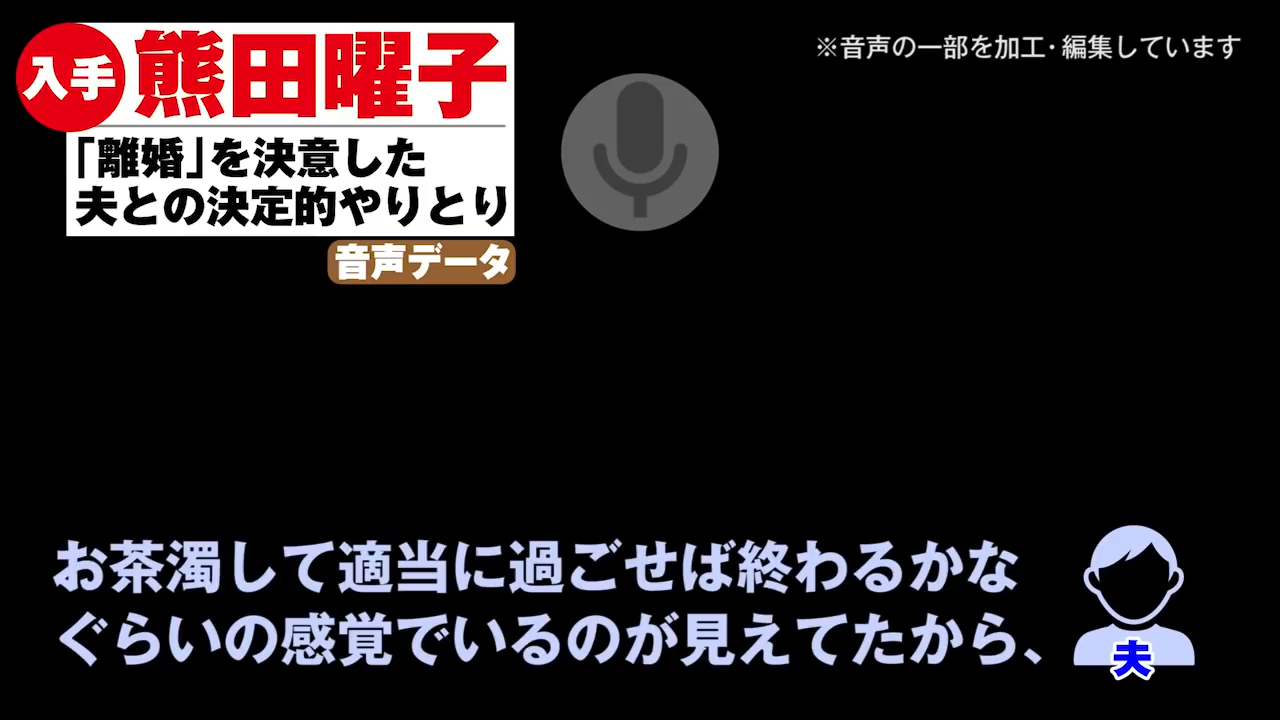 入手
熊田曜子
「離婚」を決意した
夫との決定的やりとり
音声データ
※音声の一部を加工・編集しています
お茶濁して適当に過ごせば終わるかな
ぐらいの感覚でいるのが見えてたから、
夫